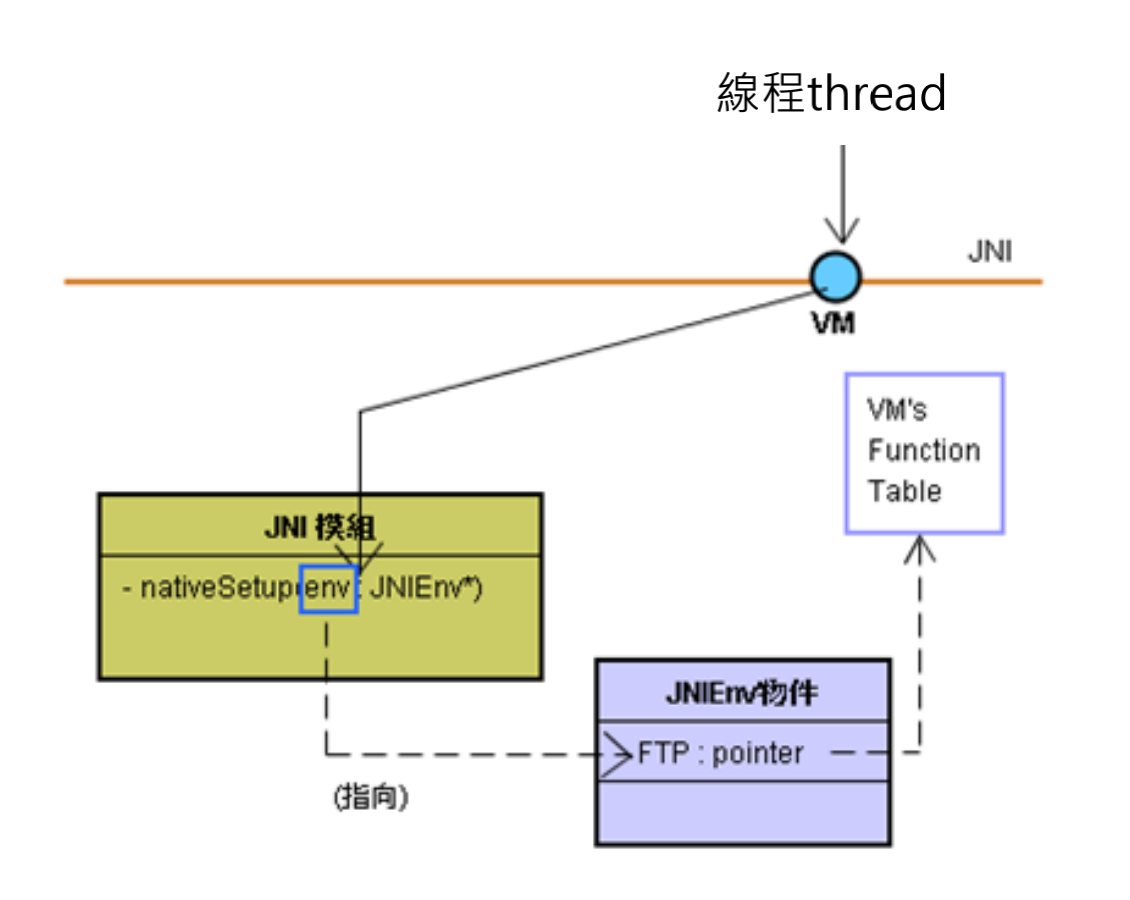 線程thread
JNI
VM
VM's
Function
Table
JNI 模組
- nativeSetup(env: JNIEnv*)
JNIEnv物件
FTP : pointer
(指向)